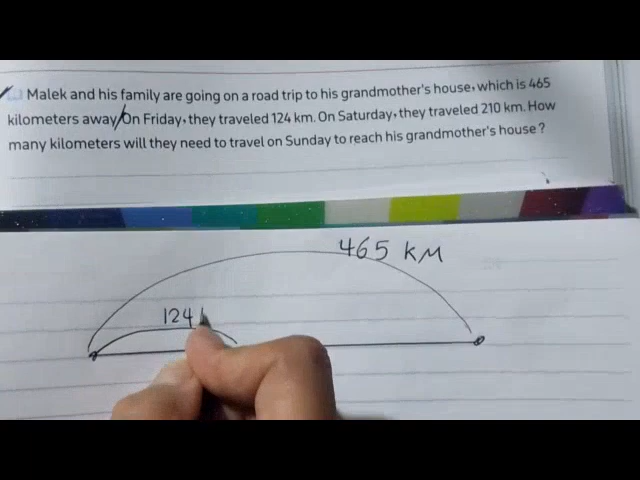 Malek and his family are going on a road trip to his grandmother's house, which is 465
kilometers away. On Friday, they traveled 124 km. On Saturday, they traveled 210 km. How
many kilometers will they need to travel on Sunday to reach his grandmother's house?
465 KM
124